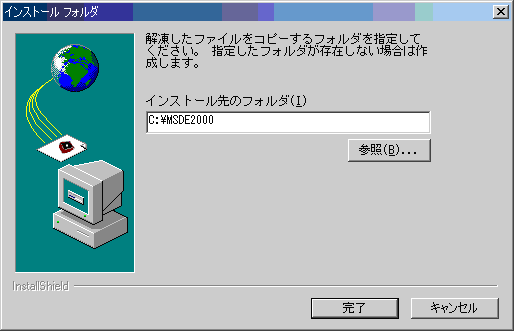 インストール フォルダ
解凍したファイルをコピーするフォルダを指定して
ください。 指定したフォルダが存在しない場合は作
成します。
インストール先のフォルダ(I)
C:¥MSDE2000
参照(B)...
InstallShield
完了
キャンセル